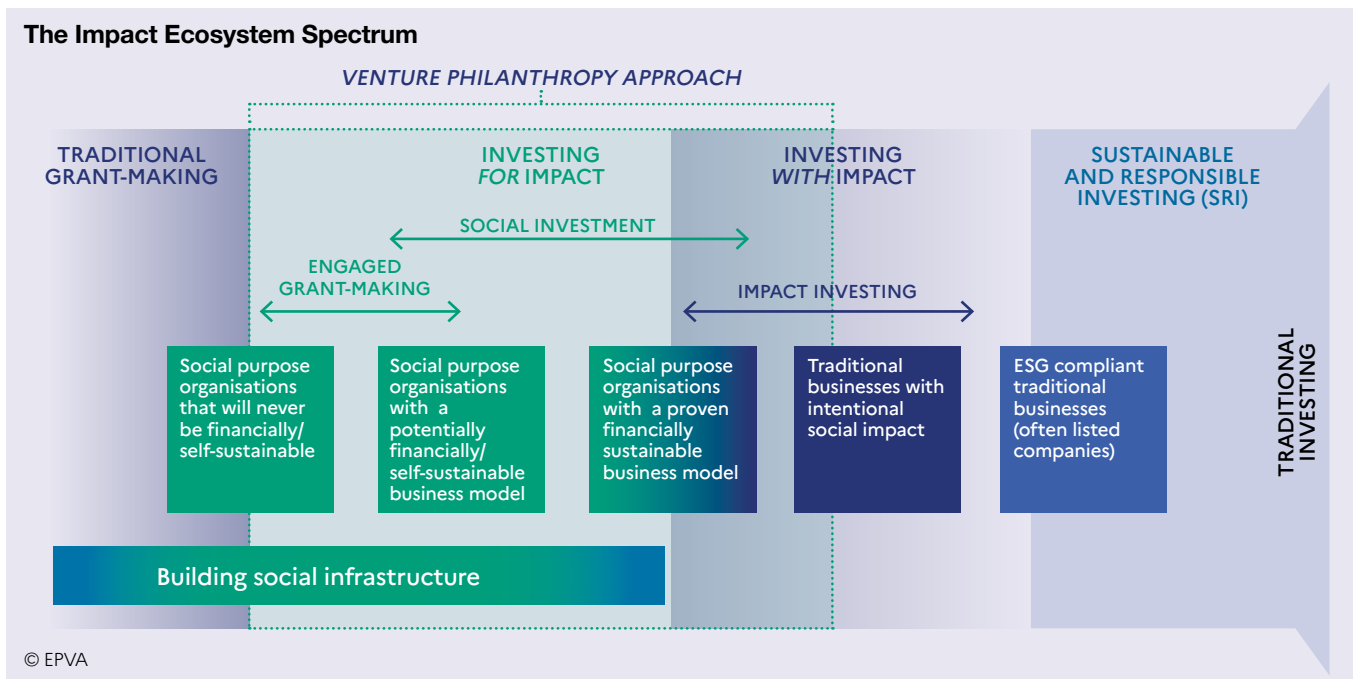 The Impact Ecosystem Spectrum
VENTURE PHILANTHROPY APPROACH
TRADITIONAL
GRANT-MAKING
INVESTING
FOR IMPACT
INVESTING
WITH IMPACT
SUSTAINABLE
AND RESPONSIBLE
INVESTING (SRI)
SOCIAL INVESTMENT
ENGAGED
GRANT-MAKING
IMPACT INVESTING
Social purpose
organisations
that will never
be financially/
self-sustainable
Social purpose
organisations
with a
potentially
financially/
self-sustainable
business model
Social purpose
organisations
with a proven
financially
sustainable
business model
Traditional
businesses with
intentional
social impact
ESG compliant
traditional
businesses
(often listed
companies)
TRADITIONAL
INVESTING
Building social infrastructure
© EPVA